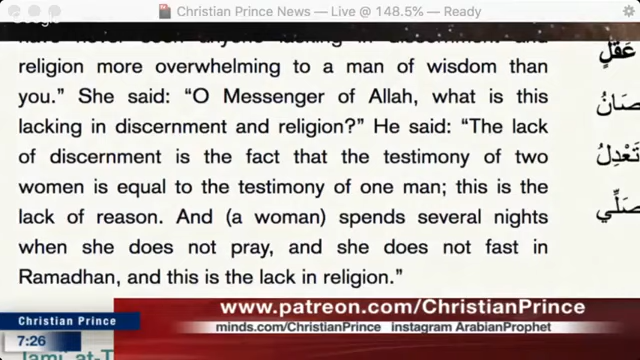 Christian Prince News — Live @ 148.5% — Ready
religion more overwhelming to a man of wisdom than
you.” She said: “O Messenger of Allah, what is this
lacking in discernment and religion?” He said: “The lack
of discernment is the fact that the testimony of two
women is equal to the testimony of one man; this is the
lack of reason. And (a woman) spends several nights
when she does not pray, and she does not fast in
Ramadhan, and this is the lack in religion.”
عَقْلٍ
تَعْدِلُ
www.patreon.com/ChristianPrince
minds.com/ChristianPrince instagram ArabianProphet
Christian Prince
7:26